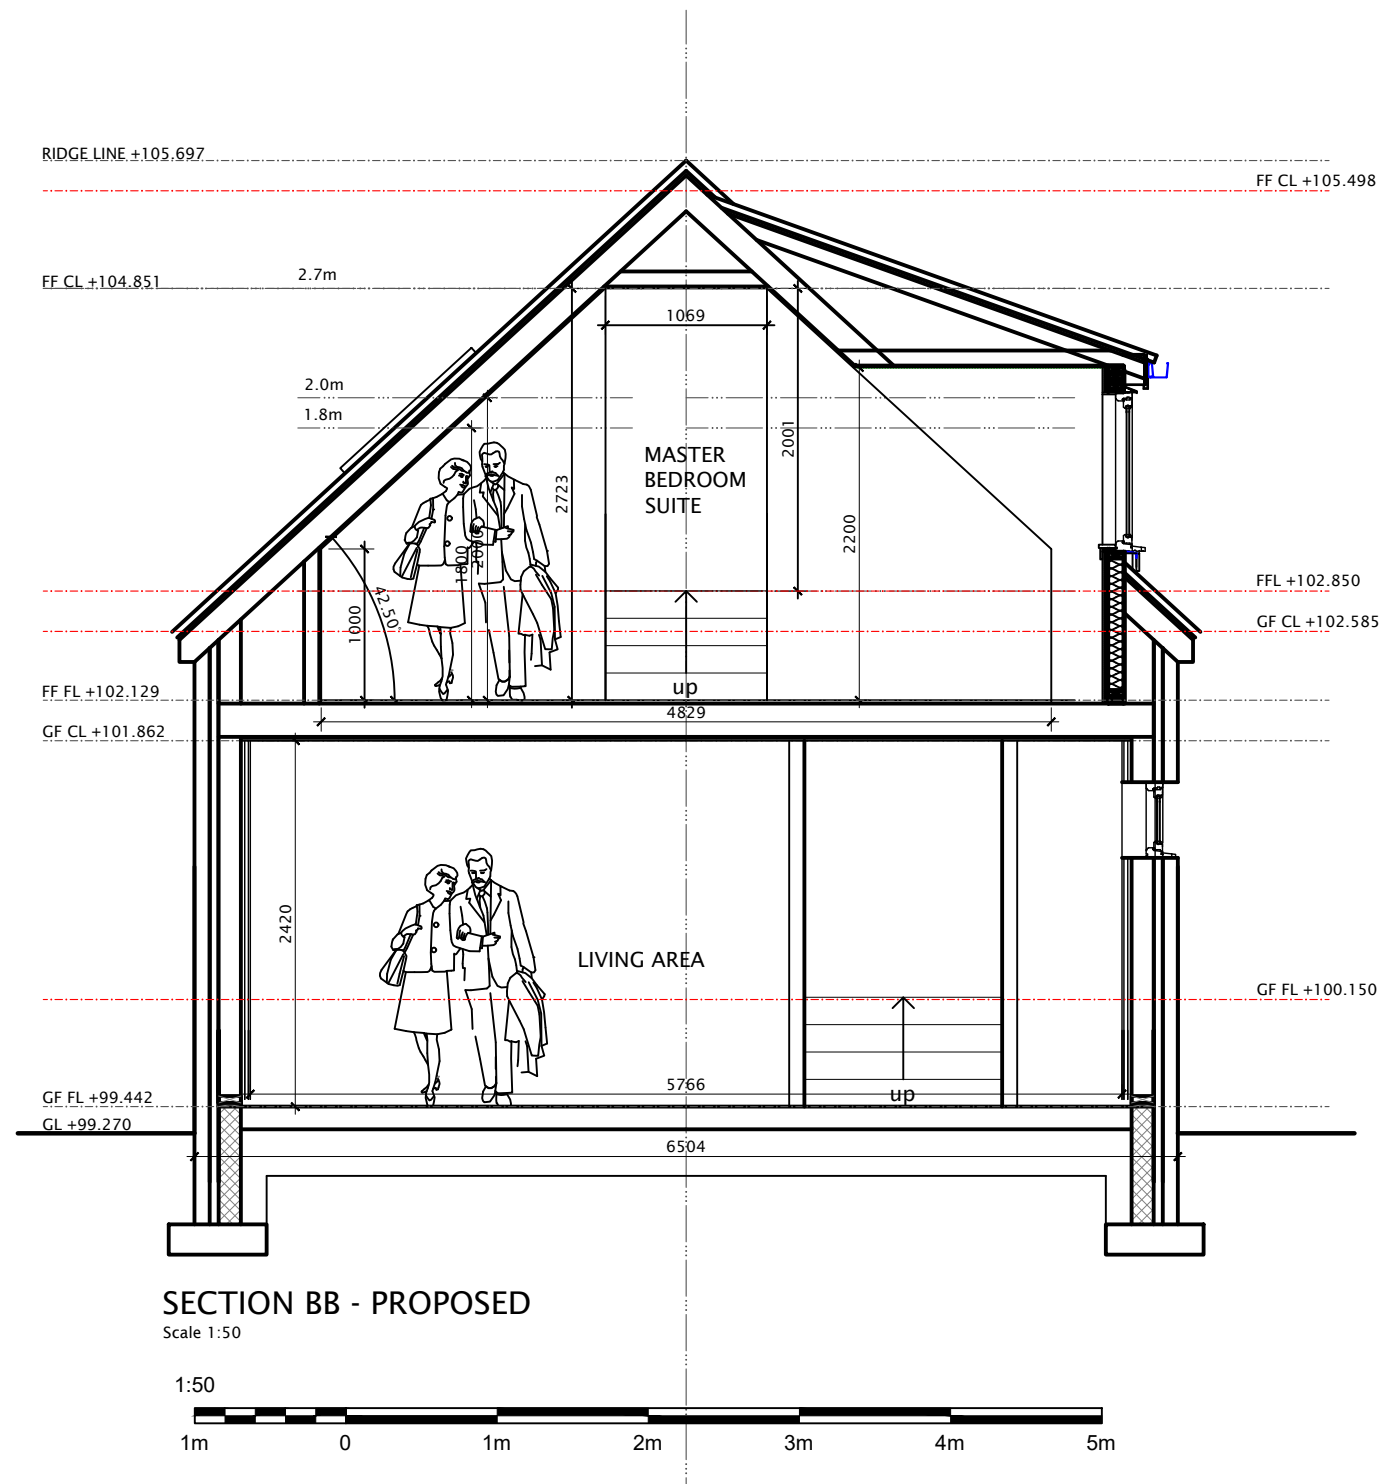 RIDGE LINE +105.697
FF CL +105.498
2.7m
FF CL +104.851
1069
2.0m
1.8m
2001
MASTER
BEDROOM
SUITE
2723
2200
1800
2000
FFL +102.850
1000
42.50°
GF CL +102.585
up
FF FL +102.129
4829
GF CL +101.862
2420
LIVING AREA
GF FL +100.150
5766
up
GF FL +99.442
GL +99.270
6504
SECTION BB - PROPOSED
Scale 1:50
1:50
1m 0 1m 2m 3m 4m 5m